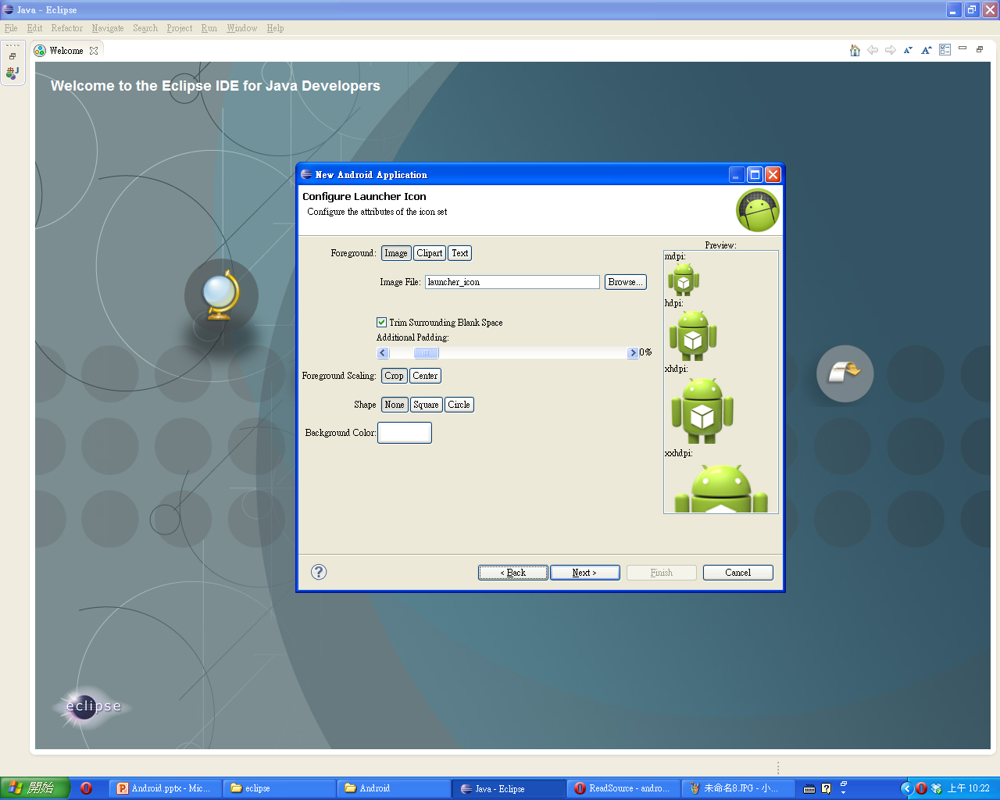 Java - Eclipse
File Edit Refactor Navigate Search Project Run Window Help
Welcome
Welcome to the Eclipse IDE for Java Developers
New Android Application
Configure Launcher Icon
Configure the attributes of the icon set
Foreground: Image Clipart Text
Image File: launcher_icon Browse...
Trim Surrounding Blank Space
Additional Padding:
0%
Foreground Scaling: Crop Center
Shape None Square Circle
Background Color:
Preview:
mdpi:
hdpi:
xhdpi:
xxhdpi:
< Back Next > Finish Cancel
eclipse
開始 Android.pptx - Mic... eclipse Android Java - Eclipse ReadSource - andro... 未命名8.JPG - 小... 上午 10:22